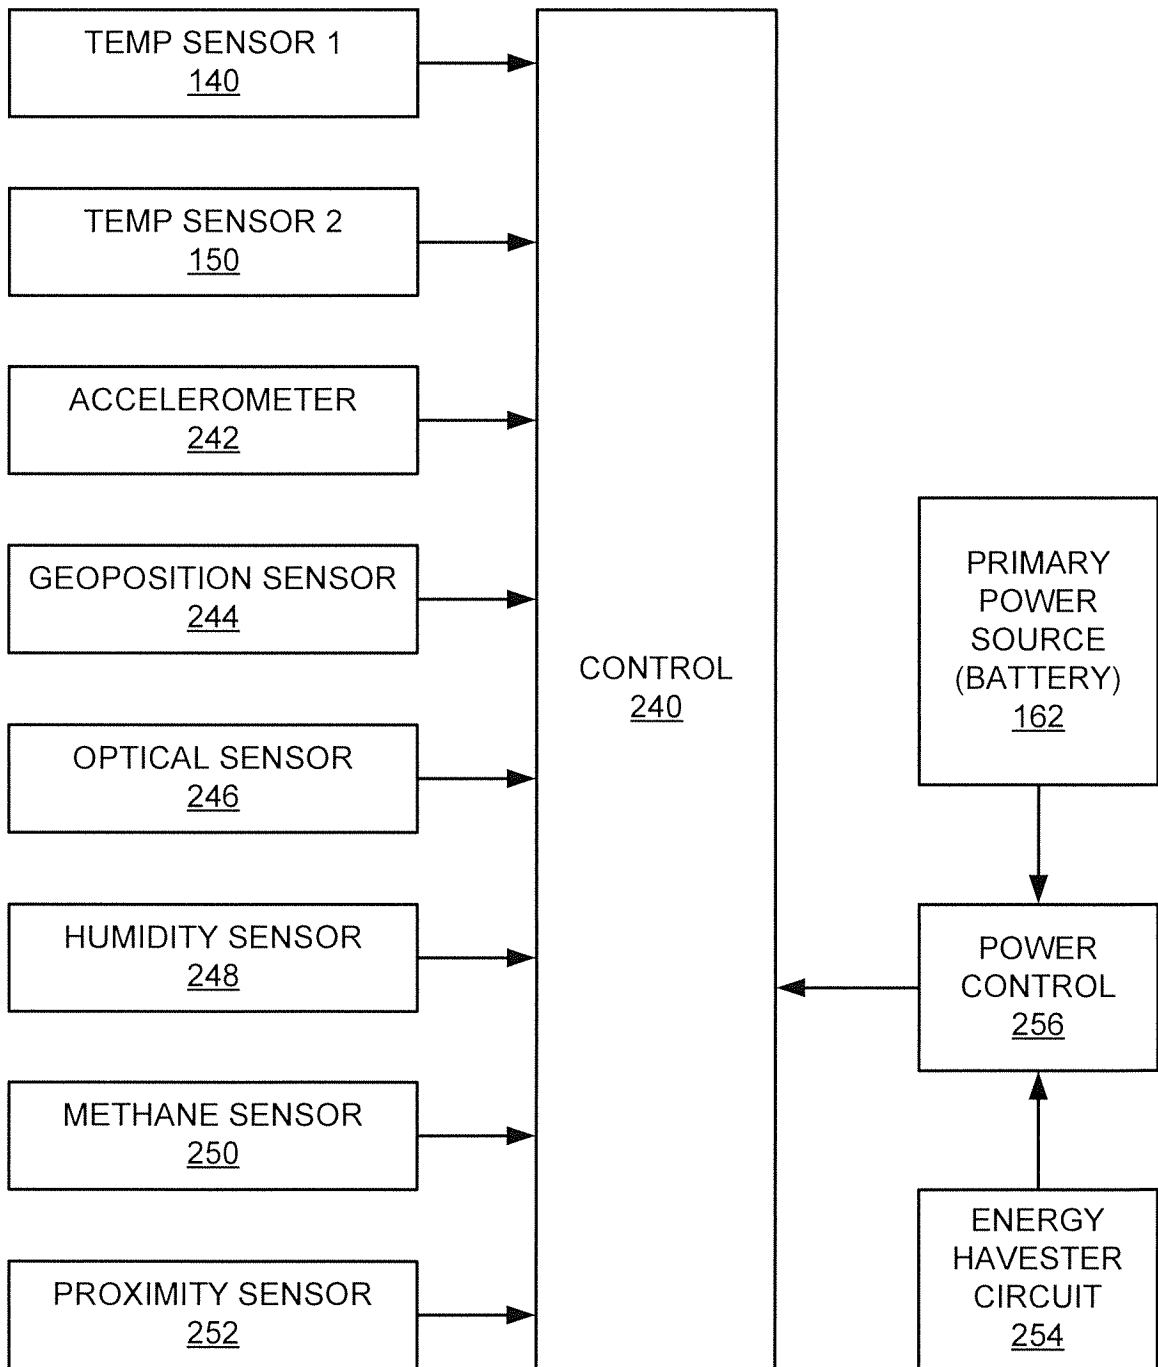 TEMP SENSOR 1
140
TEMP SENSOR 2
150
ACCELEROMETER
242
GEOPOSITION SENSOR
244
OPTICAL SENSOR
246
HUMIDITY SENSOR
248
METHANE SENSOR
250
PROXIMITY SENSOR
252
CONTROL
240
PRIMARY
POWER
SOURCE
(BATTERY)
162
POWER
CONTROL
256
ENERGY
HAVESTER
CIRCUIT
254